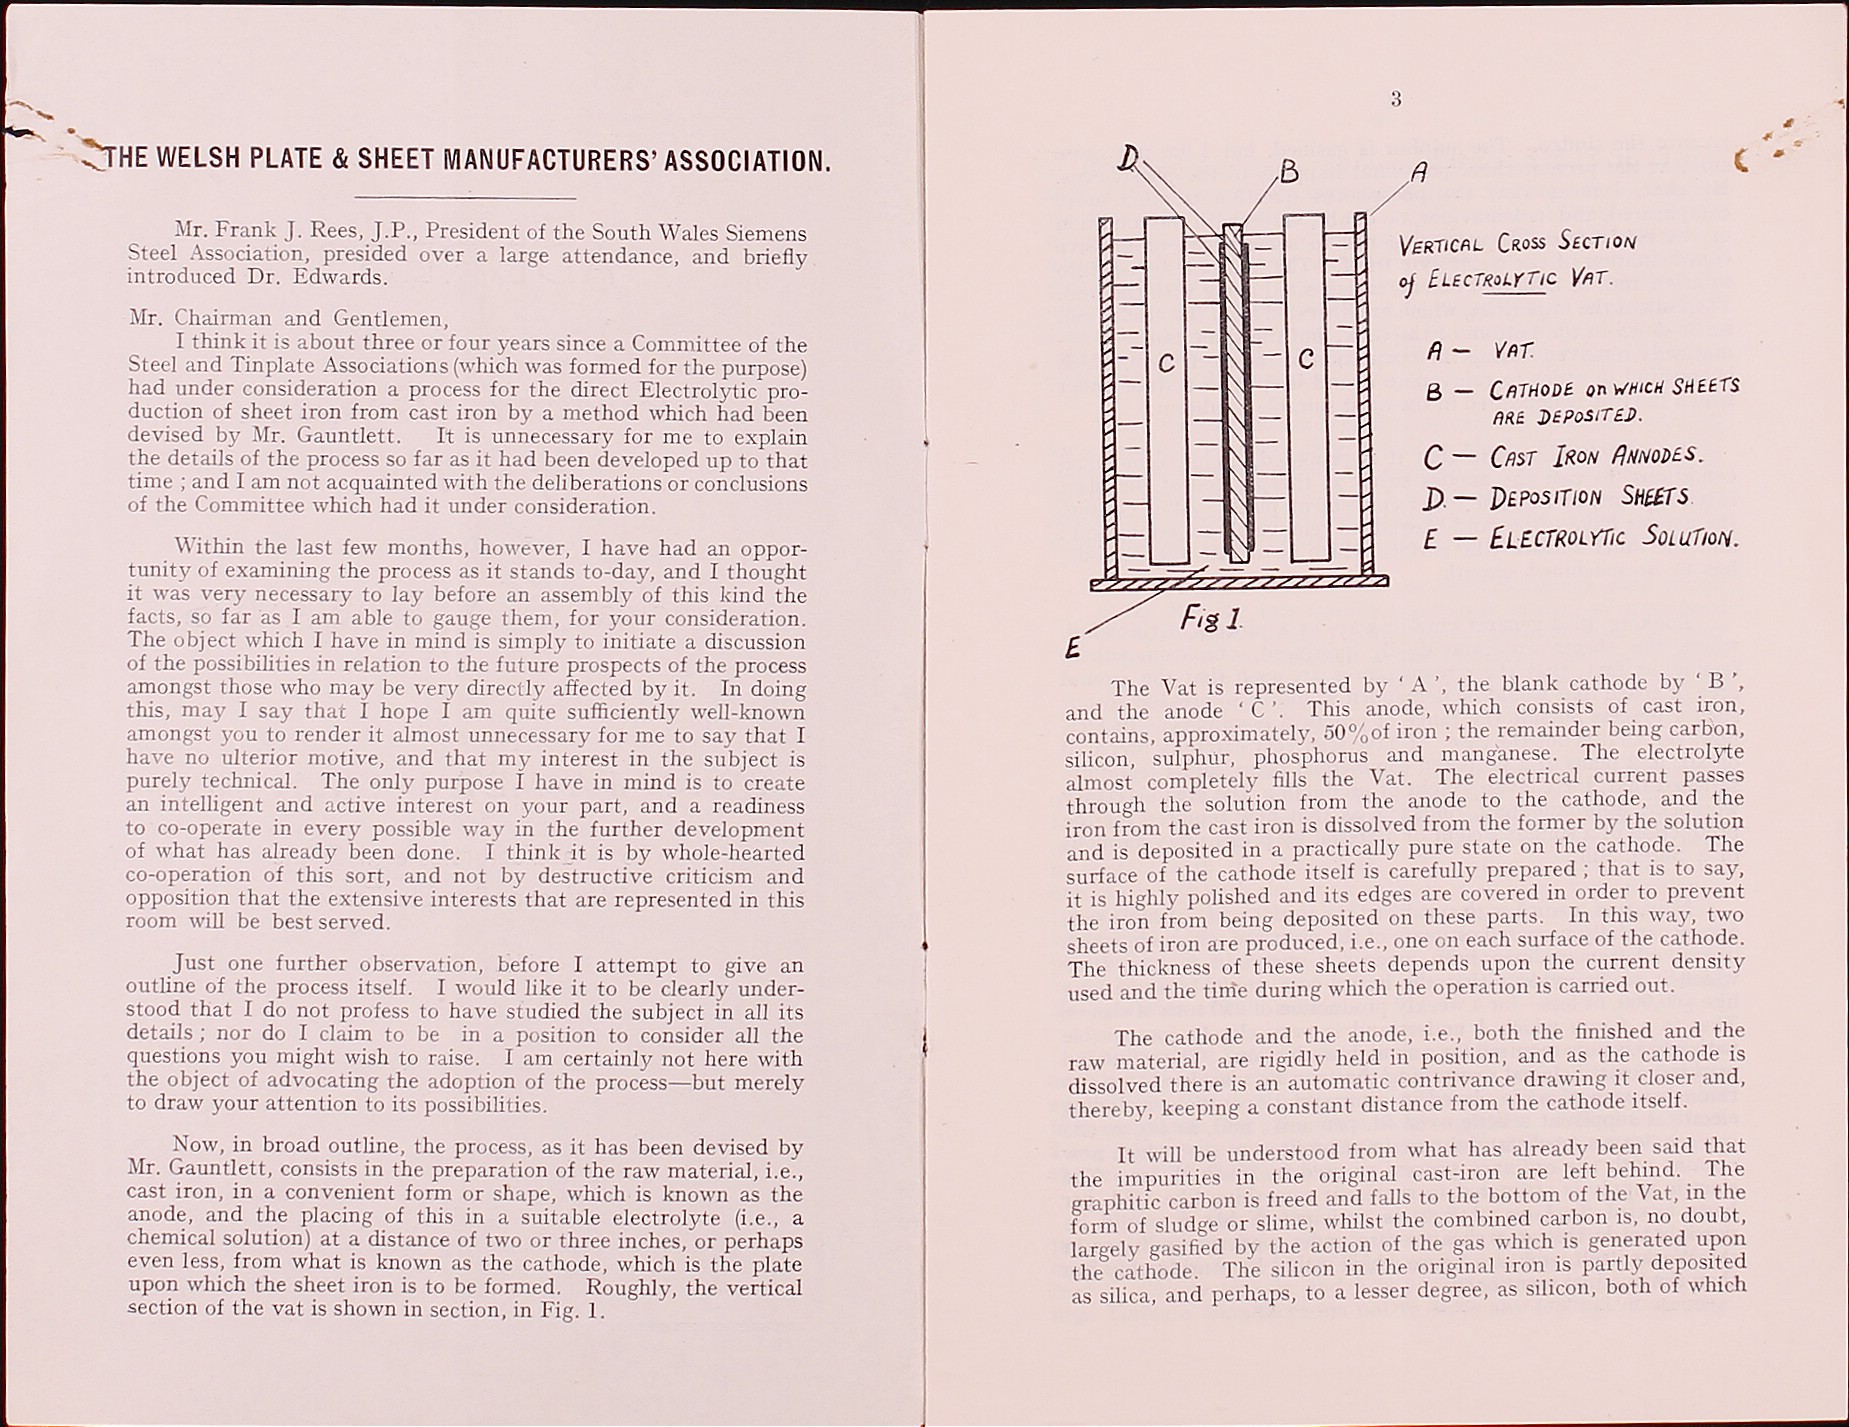 THE WELSH PLATE & SHEET MANUFACTURERS' ASSOCIATION.
Mr. Frank J. Rees, J.P., President of the South Wales Siemens
Steel Association, presided over a large attendance, and briefly
introduced Dr. Edwards.
Mr. Chairman and Gentlemen,
I think it is about three or four years since a Committee of the
Steel and Tinplate Associations (which was formed for the purpose)
had under consideration a process for the direct Electrolytic pro-
duction of sheet iron from cast iron by a method which had been
devised by Mr. Gauntlett. It is unnecessary for me to explain
the details of the process so far as it had been developed up to that
time ; and I am not acquainted with the deliberations or conclusions
of the Committee which had it under consideration.
Within the last few months, however, I have had an oppor-
tunity of examining the process as it stands to-day, and I thought
it was very necessary to lay before an assembly of this kind the
facts, so far as I am able to gauge them, for your consideration.
The object which I have in mind is simply to initiate a discussion
of the possibilities in relation to the future prospects of the process
amongst those who may be very directly affected by it. In doing
this, may I say that I hope I am quite sufficiently well-known
amongst you to render it almost unnecessary for me to say that I
have no ulterior motive, and that my interest in the subject is
purely technical. The only purpose I have in mind is to create
an intelligent and active interest on your part, and a readiness
to co-operate in every possible way in the further development
of what has already been done. I think it is by whole-hearted
co-operation of this sort, and not by destructive criticism and
opposition that the extensive interests that are represented in this
room will be best served.
Just one further observation, before I attempt to give an
outline of the process itself. I would like it to be clearly under-
stood that I do not profess to have studied the subject in all its
details ; nor do I claim to be in a position to consider all the
questions you might wish to raise. I am certainly not here with
the object of advocating the adoption of the process—but merely
to draw your attention to its possibilities.
Now, in broad outline, the process, as it has been devised by
Mr. Gauntlett, consists in the preparation of the raw material, i.e.,
cast iron, in a convenient form or shape, which is known as the
anode, and the placing of this in a suitable electrolyte (i.e., a
chemical solution) at a distance of two or three inches, or perhaps
even less, from what is known as the cathode, which is the plate
upon which the sheet iron is to be formed. Roughly, the vertical
section of the vat is shown in section, in Fig. 1.
3
D
B
A
C
C
VERTICAL CROSS SECTION
of ELECTROLYTIC VAT.
A — VAT.
B — CATHODE on WHICH SHEETS
ARE DEPOSITED.
C — CAST IRON ANNODES.
D. — DEPOSITION SHEETS.
E — ELECTROLYTIC SOLUTION.
Fig 1.
E
The Vat is represented by ' A ', the blank cathode by ' B ',
and the anode ' C '. This anode, which consists of cast iron,
contains, approximately, 50% of iron ; the remainder being carbon,
silicon, sulphur, phosphorus and manganese. The electrolyte
almost completely fills the Vat. The electrical current passes
through the solution from the anode to the cathode, and the
iron from the cast iron is dissolved from the former by the solution
and is deposited in a practically pure state on the cathode. The
surface of the cathode itself is carefully prepared ; that is to say,
it is highly polished and its edges are covered in order to prevent
the iron from being deposited on these parts. In this way, two
sheets of iron are produced, i.e., one on each surface of the cathode.
The thickness of these sheets depends upon the current density
used and the time during which the operation is carried out.
The cathode and the anode, i.e., both the finished and the
raw material, are rigidly held in position, and as the cathode is
dissolved there is an automatic contrivance drawing it closer and,
thereby, keeping a constant distance from the cathode itself.
It will be understood from what has already been said that
the impurities in the original cast-iron are left behind. The
graphitic carbon is freed and falls to the bottom of the Vat, in the
form of sludge or slime, whilst the combined carbon is, no doubt,
largely gasified by the action of the gas which is generated upon
the cathode. The silicon in the original iron is partly deposited
as silica, and perhaps, to a lesser degree, as silicon, both of which